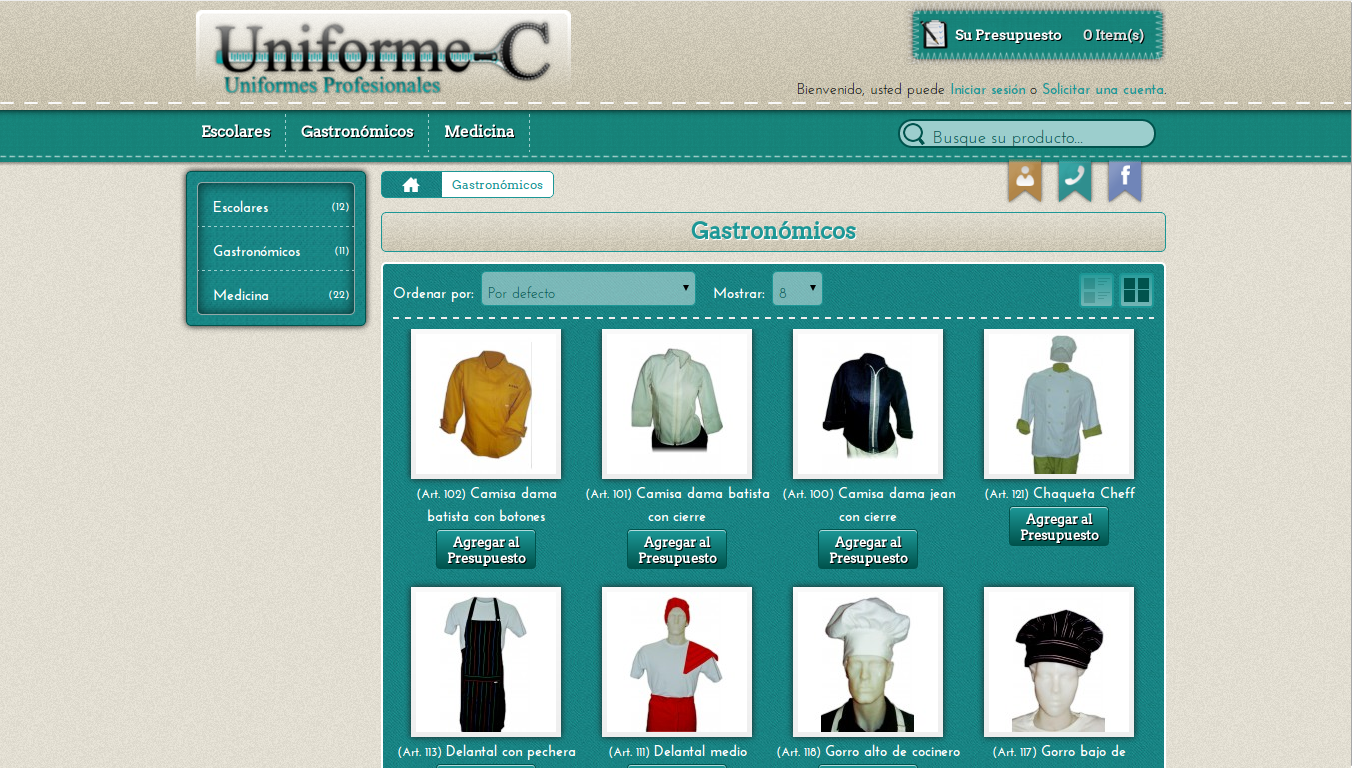 Uniforme-C
Uniformes Profesionales
Su Presupuesto 0 Item(s)
Bienvenido, usted puede Iniciar sesión o Solicitar una cuenta.
Escolares Gastronómicos Medicina
Busque su producto...
f
Escolares (12)
Gastronómicos (11)
Medicina (22)
Gastronómicos
Gastronómicos
Ordenar por: Por defecto Mostrar: 8
(Art. 102) Camisa dama
batista con botones
Agregar al
Presupuesto
(Art. 101) Camisa dama batista
con cierre
Agregar al
Presupuesto
(Art. 100) Camisa dama jean
con cierre
Agregar al
Presupuesto
(Art. 121) Chaqueta Cheff
Agregar al
Presupuesto
(Art. 113) Delantal con pechera
(Art. 111) Delantal medio
(Art. 118) Gorro alto de cocinero
(Art. 117) Gorro bajo de